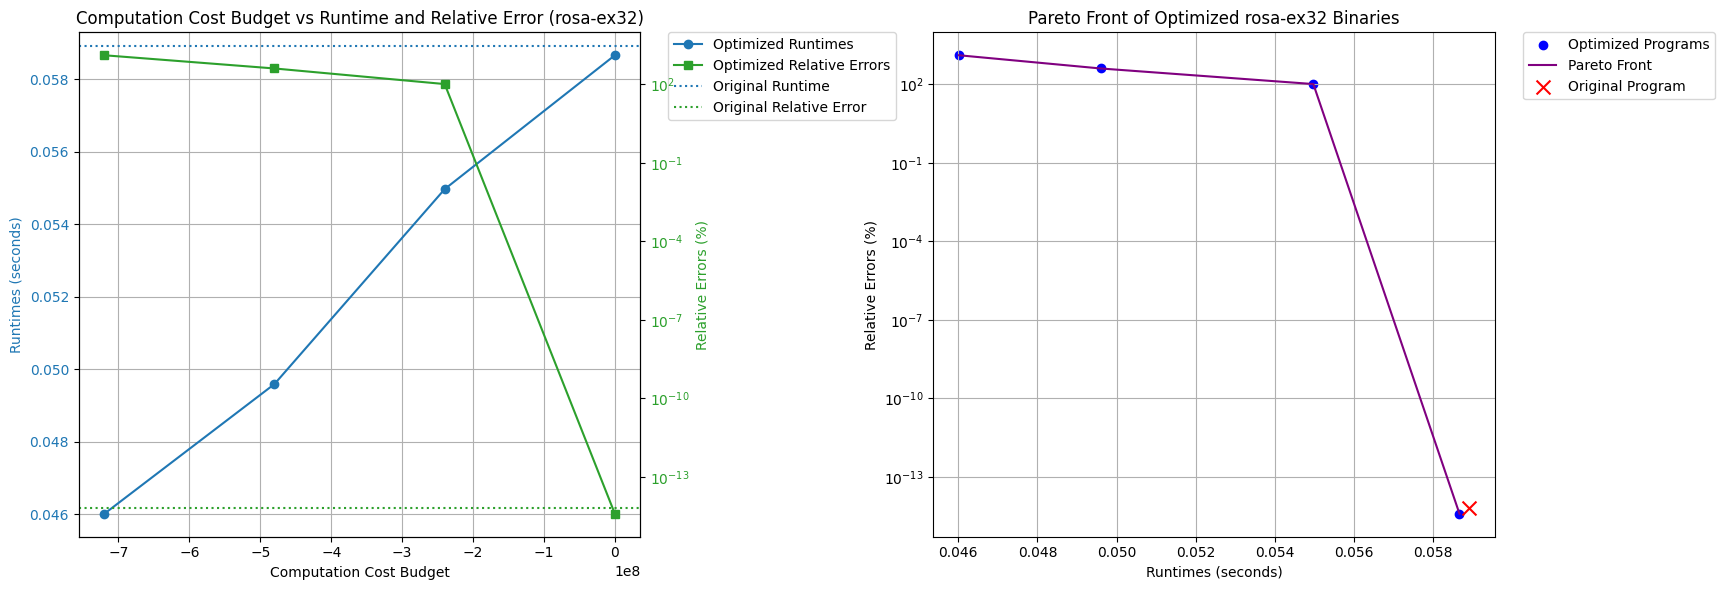 Computation Cost Budget vs Runtime and Relative Error (rosa-ex32)
Runtimes (seconds)
0.058
0.056
0.054
0.052
0.050
0.048
0.046
−7
−6
−5
−4
−3
−2
−1
0
1e8
Computation Cost Budget
10²
10⁻¹
10⁻⁴
10⁻⁷
10⁻¹⁰
10⁻¹³
Relative Errors (%)
Optimized Runtimes
Optimized Relative Errors
Original Runtime
Original Relative Error
Pareto Front of Optimized rosa-ex32 Binaries
Relative Errors (%)
10²
10⁻¹
10⁻⁴
10⁻⁷
10⁻¹⁰
10⁻¹³
0.046
0.048
0.050
0.052
0.054
0.056
0.058
Runtimes (seconds)
Optimized Programs
Pareto Front
Original Program